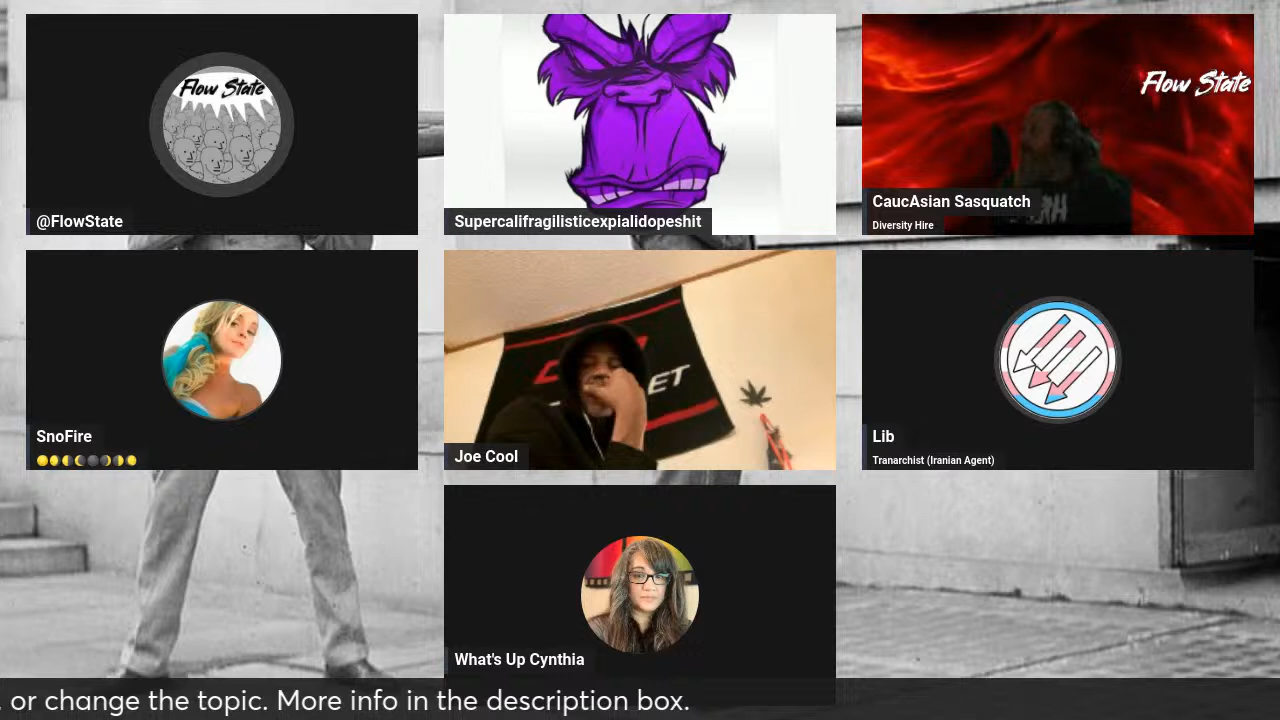 Flow State
@FlowState
Supercalifragilisticexpialidopeshit
Flow State
CaucAsian Sasquatch
Diversity Hire
SnoFire
ET
Joe Cool
Lib
Tranarchist (Iranian Agent)
What's Up Cynthia
or change the topic. More info in the description box.